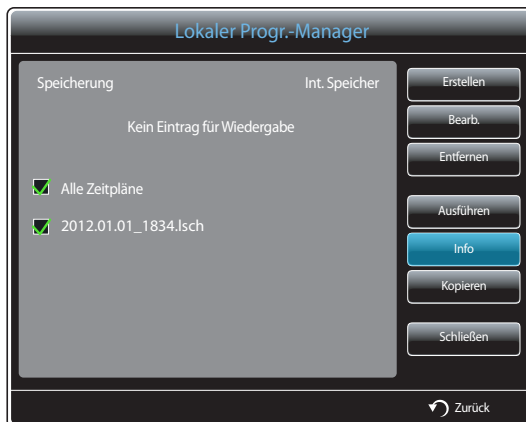 Lokaler Progr.-Manager
Speicherung Int. Speicher
Kein Eintrag für Wiedergabe
Alle Zeitpläne
2012.01.01_1834.lsch
Erstellen
Bearb.
Entfernen
Ausführen
Info
Kopieren
Schließen
Zurück